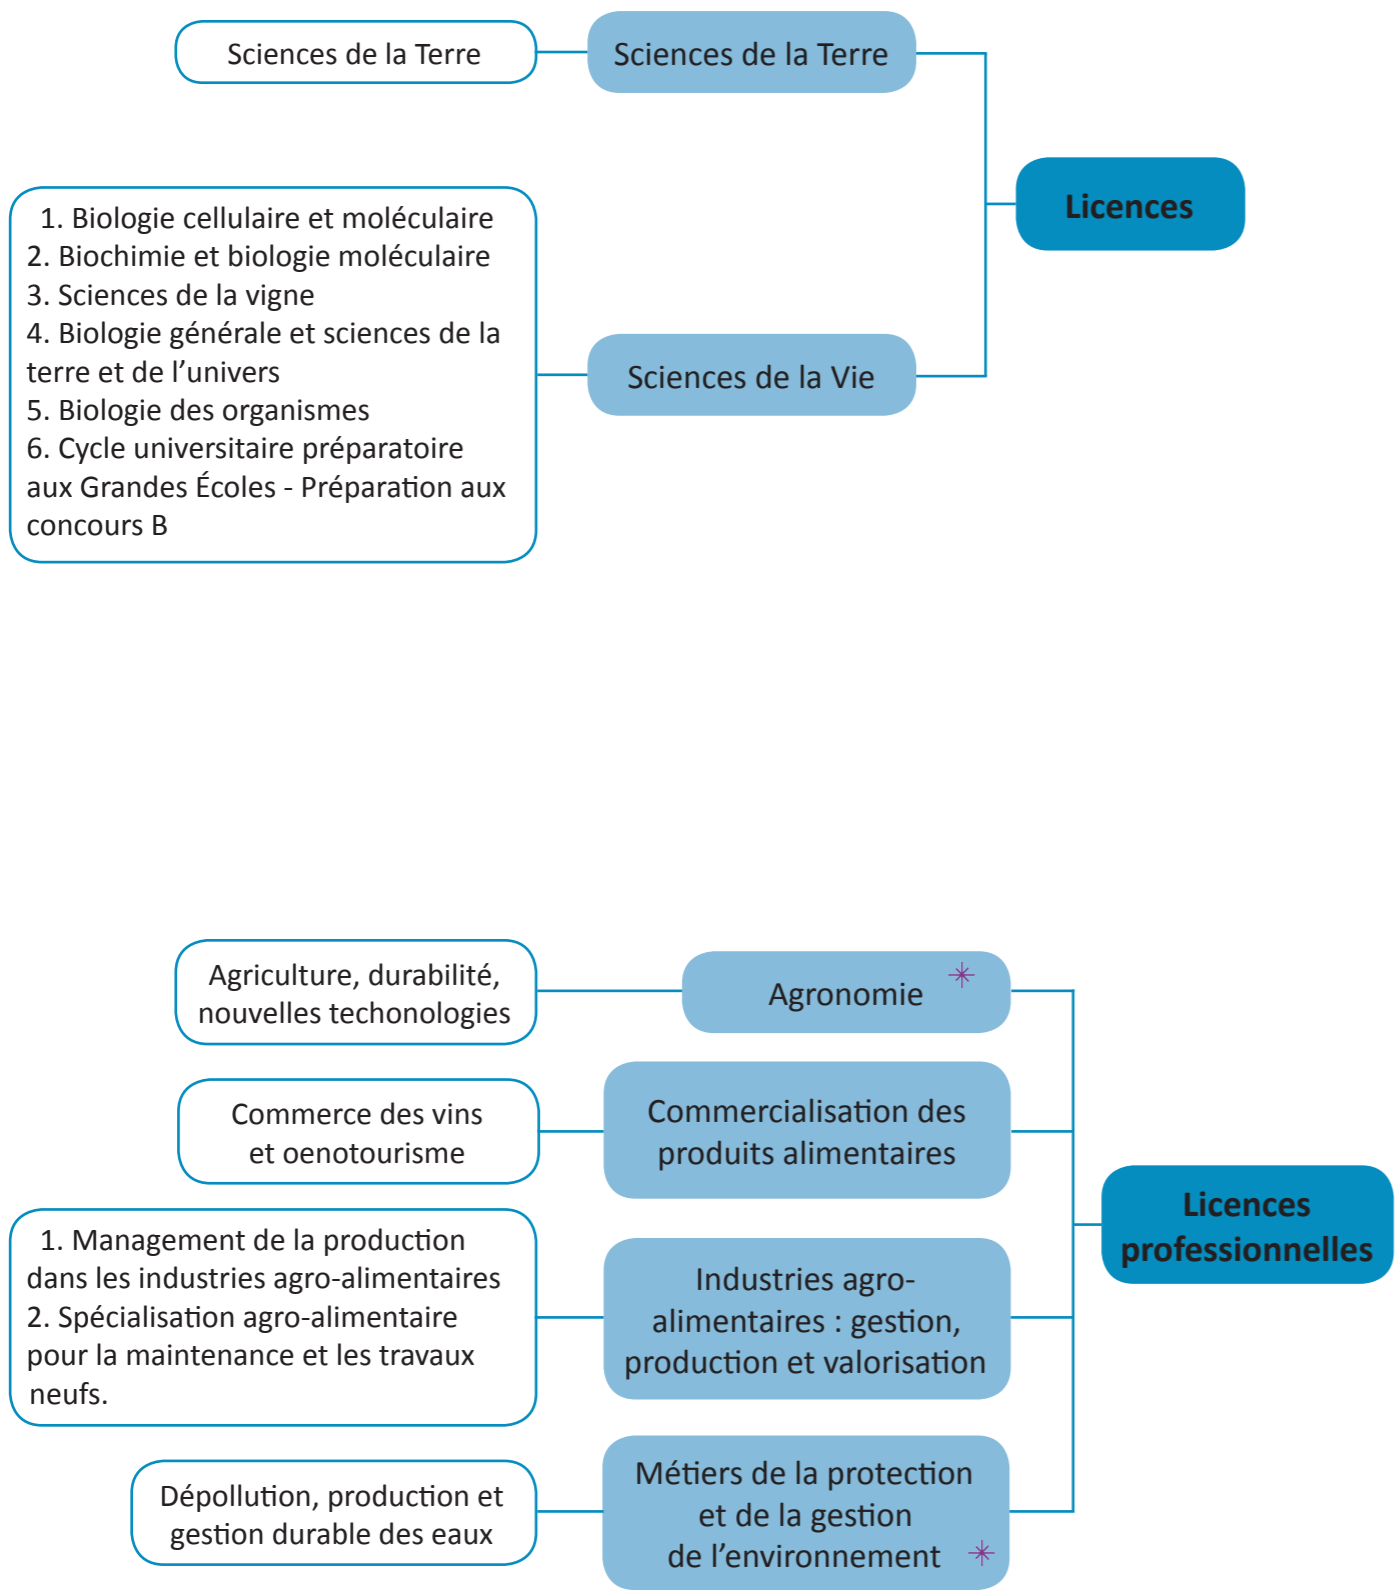 Sciences de la Terre
Sciences de la Terre
Licences
1. Biologie cellulaire et moléculaire
2. Biochimie et biologie moléculaire
3. Sciences de la vigne
4. Biologie générale et sciences de la
terre et de l’univers
5. Biologie des organismes
6. Cycle universitaire préparatoire
aux Grandes Écoles - Préparation aux
concours B
Sciences de la Vie
Agriculture, durabilité,
nouvelles techonologies
Agronomie
Commerce des vins
et oenotourisme
Commercialisation des
produits alimentaires
Licences
professionnelles
1. Management de la production
dans les industries agro-alimentaires
2. Spécialisation agro-alimentaire
pour la maintenance et les travaux
neufs.
Industries agro-
alimentaires : gestion,
production et valorisation
Dépollution, production et
gestion durable des eaux
Métiers de la protection
et de la gestion
de l’environnement